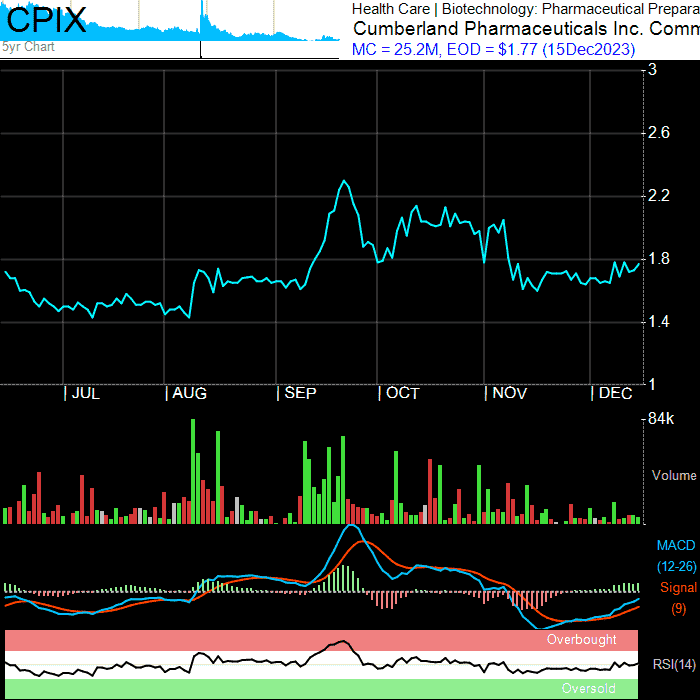 CPIX
5yr Chart
Health Care | Biotechnology: Pharmaceutical Prepara
Cumberland Pharmaceuticals Inc. Comm
MC = 25.2M, EOD = $1.77 (15Dec2023)
3
2.6
2.2
1.8
1.4
1
| JUL | AUG | SEP | OCT | NOV | DEC
84k
Volume
MACD
(12-26)
Signal
(9)
Overbought
RSI(14)
Oversold